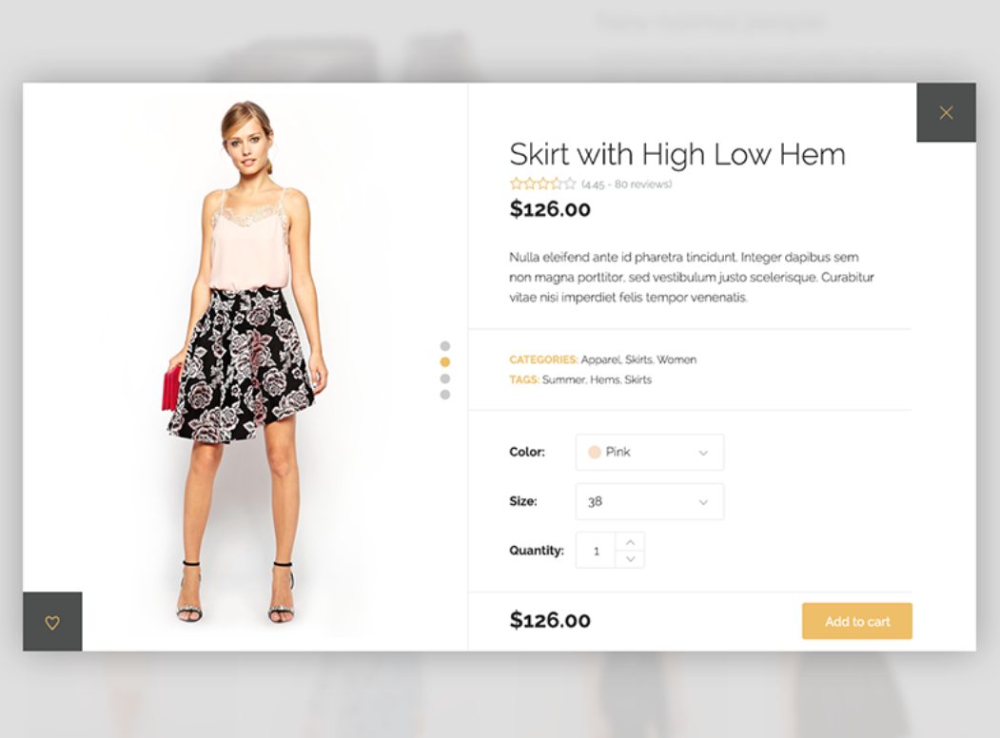 Skirt with High Low Hem
(4.45 - 80 reviews)
$126.00
Nulla eleifend ante id pharetra tincidunt. Integer dapibus sem
non magna porttitor, sed vestibulum justo scelerisque. Curabitur
vitae nisi imperdiet felis tempor venenatis.
CATEGORIES: Apparel, Skirts, Women
TAGS: Summer, Hems, Skirts
Color: Pink
Size: 38
Quantity: 1
$126.00 Add to cart